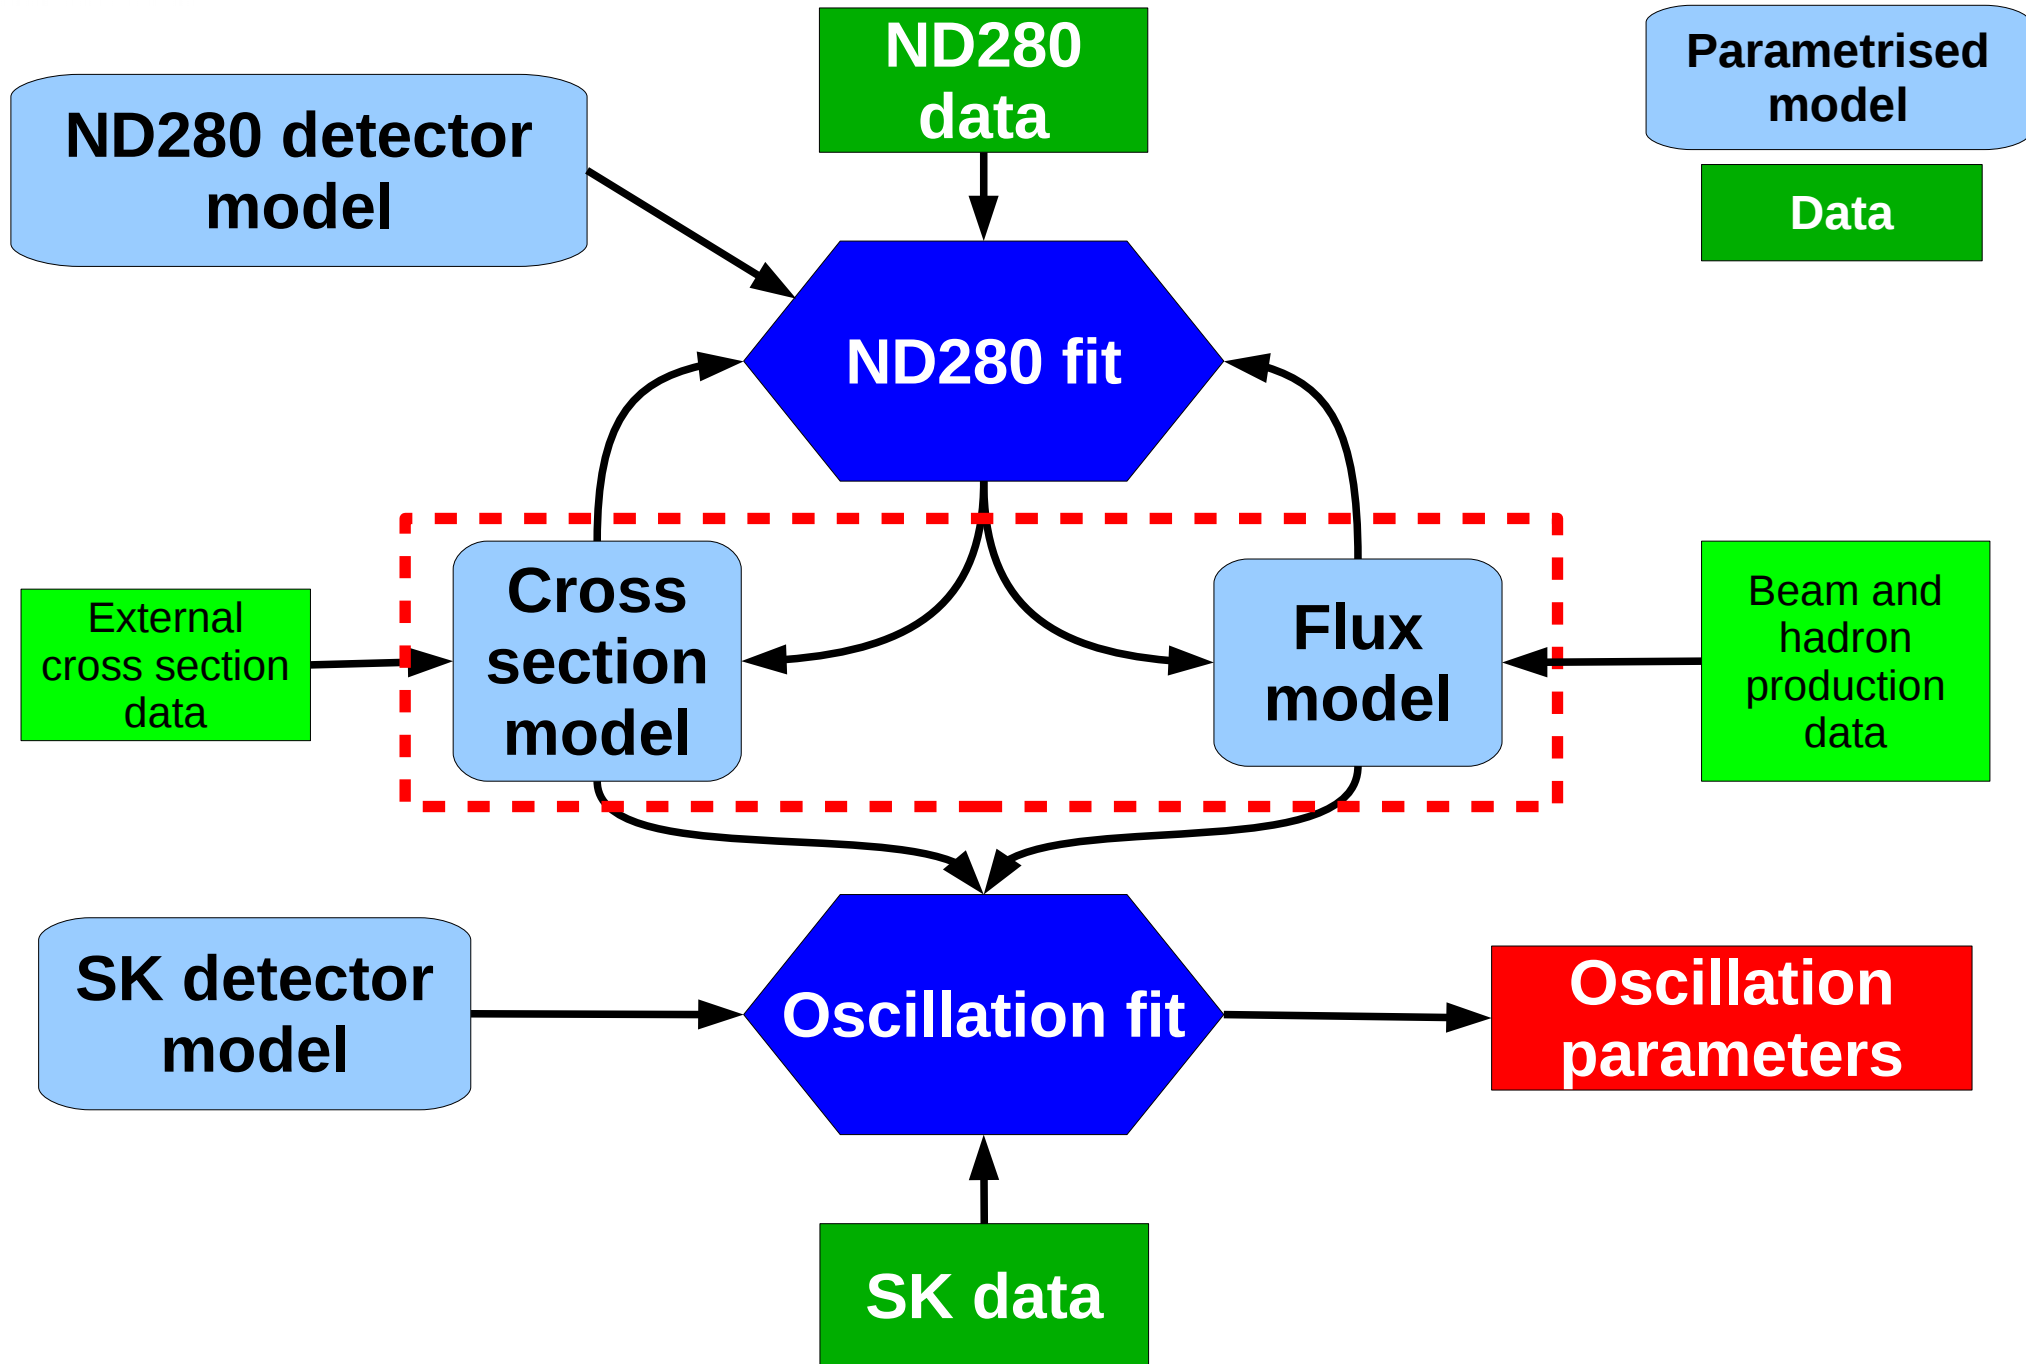 ND280
data
Parametrised
model
Data
ND280 detector
model
ND280 fit
External
cross section
data
Cross
section
model
Flux
model
Beam and
hadron
production
data
SK detector
model
Oscillation fit
Oscillation
parameters
SK data